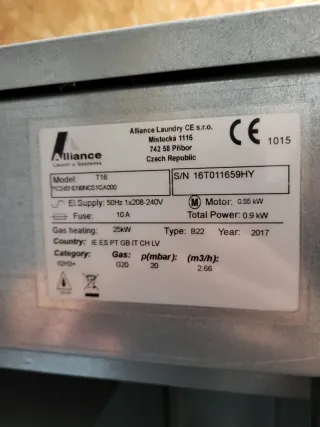 Alliance Laundry CE s.r.o.
Místecká 1116
742 58 Příbor
Czech Republic
CE 1015
Alliance
Laundry Systems
Model: T16
S/N 16T011659HY
El.Supply: 50Hz 1x208-240V
M Motor: 0.55 kW
Fuse: 10 A
Total Power: 0.9 kW
Gas heating: 25kW Type: B22 Year: 2017
Country: IE ES PT GB IT CH LV
Category: Gas: p(mbar): (m3/h):
II2H3+ G20 20 2.66